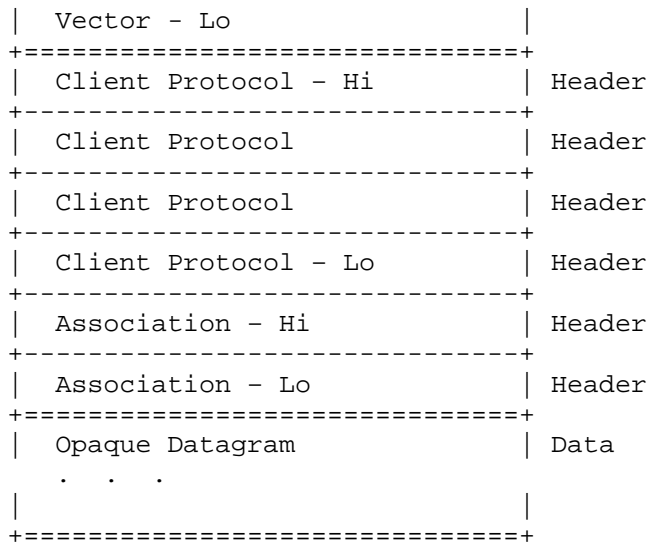 |  Vector - Lo                  |
+===============================+
|  Client Protocol – Hi         | Header
+-------------------------------+
|  Client Protocol              | Header
+-------------------------------+
|  Client Protocol              | Header
+-------------------------------+
|  Client Protocol – Lo         | Header
+-------------------------------+
|  Association – Hi             | Header
+-------------------------------+
|  Association – Lo             | Header
+===============================+
|  Opaque Datagram              | Data
   .  .  .
|                               |
+===============================+